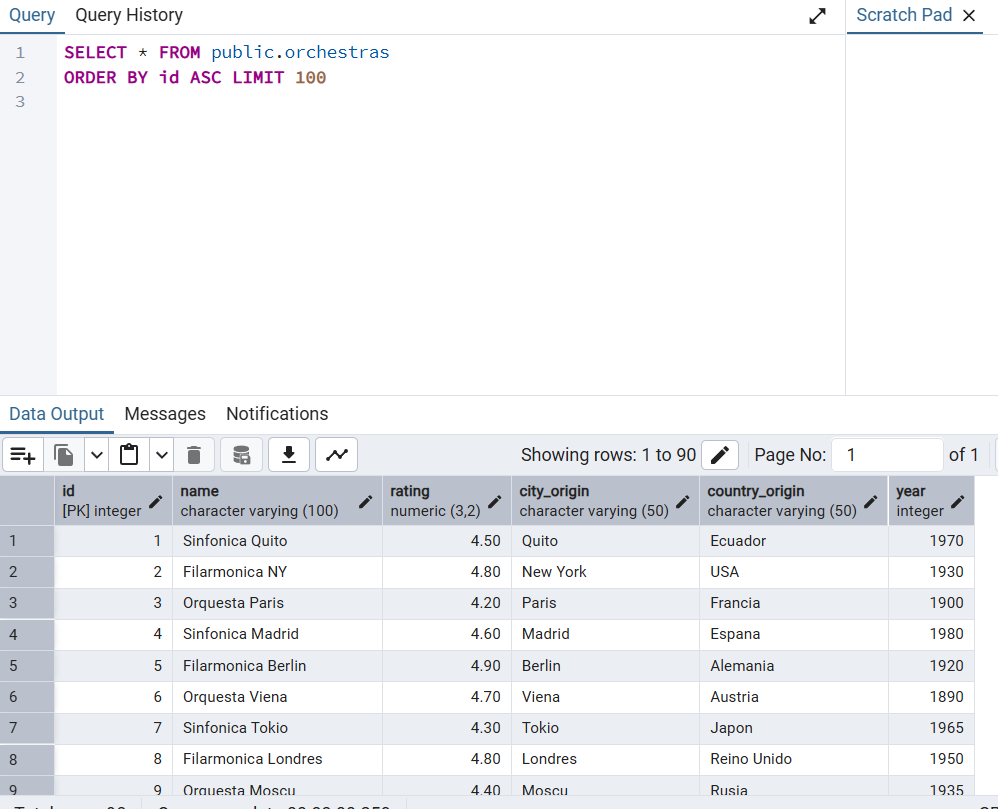 Query Query History Scratch Pad
1 SELECT * FROM public.orchestras
2 ORDER BY id ASC LIMIT 100
3
Data Output Messages Notifications
Showing rows: 1 to 90 Page No: 1 of 1
id name rating city_origin country_origin year
[PK] integer character varying (100) numeric (3,2) character varying (50) character varying (50) integer
1 1 Sinfonica Quito 4.50 Quito Ecuador 1970
2 2 Filarmonica NY 4.80 New York USA 1930
3 3 Orquesta Paris 4.20 Paris Francia 1900
4 4 Sinfonica Madrid 4.60 Madrid Espana 1980
5 5 Filarmonica Berlin 4.90 Berlin Alemania 1920
6 6 Orquesta Viena 4.70 Viena Austria 1890
7 7 Sinfonica Tokio 4.30 Tokio Japon 1965
8 8 Filarmonica Londres 4.80 Londres Reino Unido 1950
9 9 Orquesta Moscu 4.40 Moscu Rusia 1935